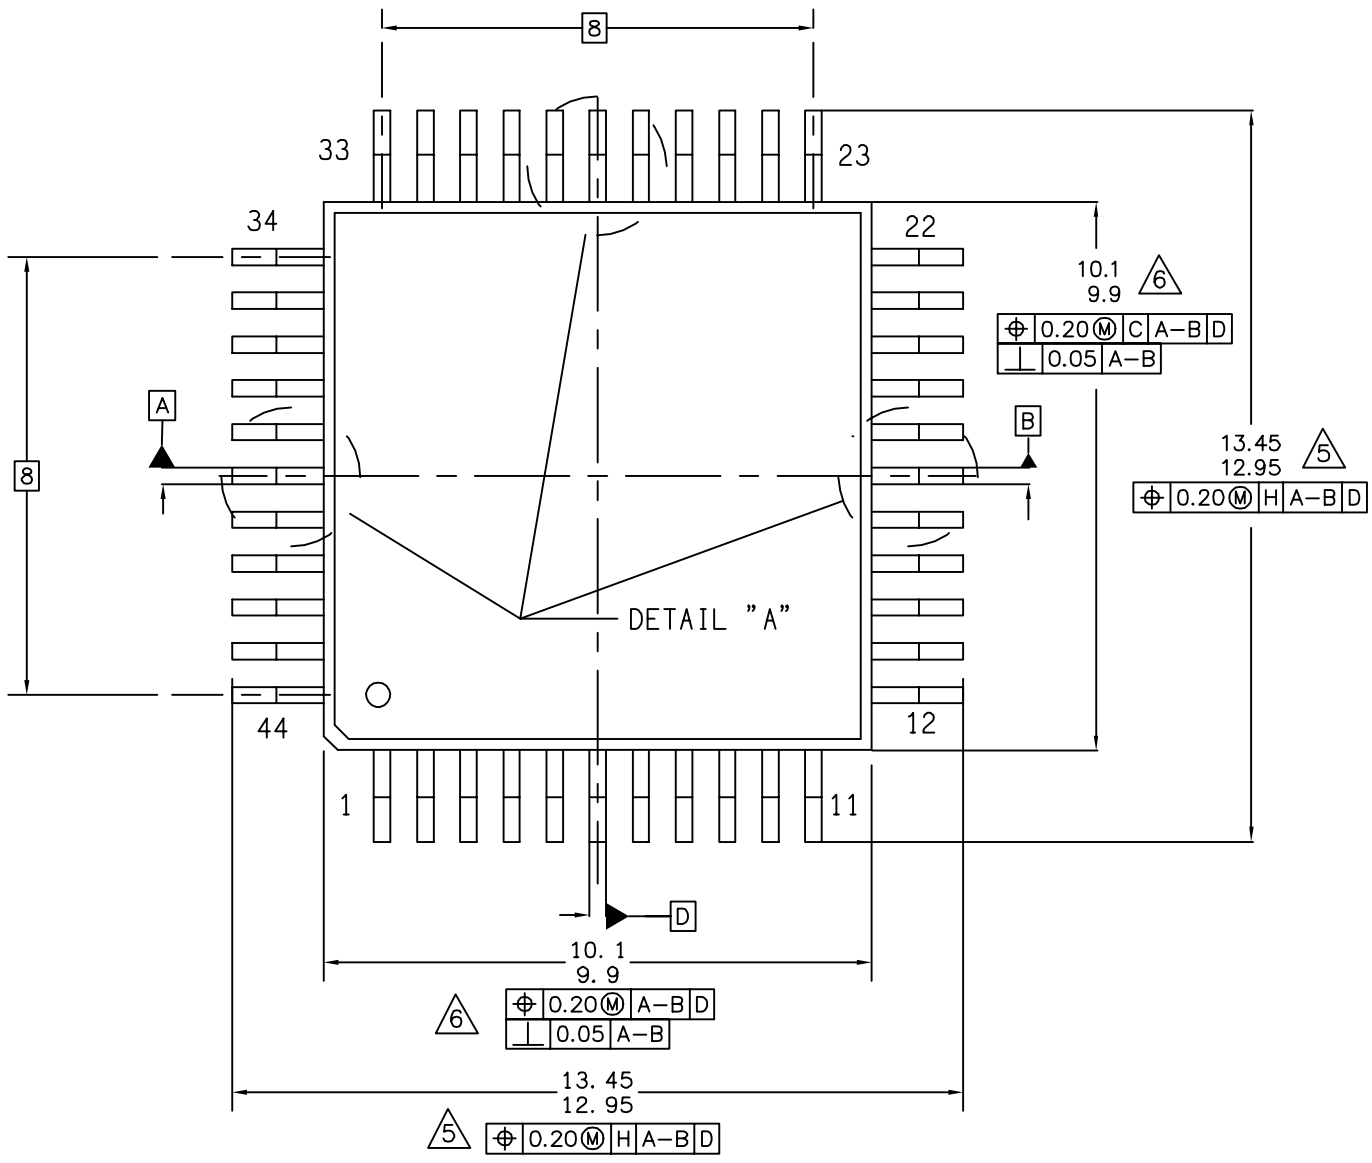 8
33
23
34
22
10.1
9.9
6
⌖ 0.20 Ⓜ C A-B D
⊥ 0.05 A-B
A
B
13.45
12.95
5
⌖ 0.20 Ⓜ H A-B D
8
DETAIL "A"
44
12
1
11
D
10. 1
9. 9
6
⌖ 0.20 Ⓜ A-B D
⊥ 0.05 A-B
13. 45
12. 95
5
⌖ 0.20 Ⓜ H A-B D